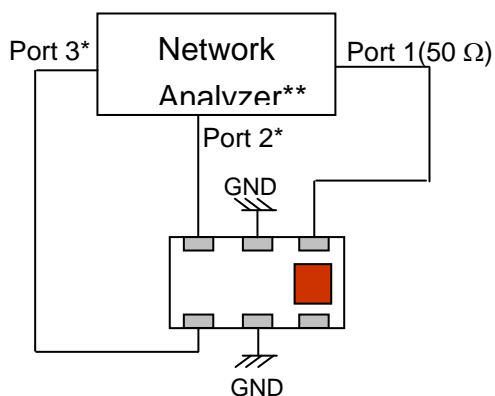 Network
Port 3*
Port 1(50 Ω)
Analyzer**
Port 2*
GND
GND